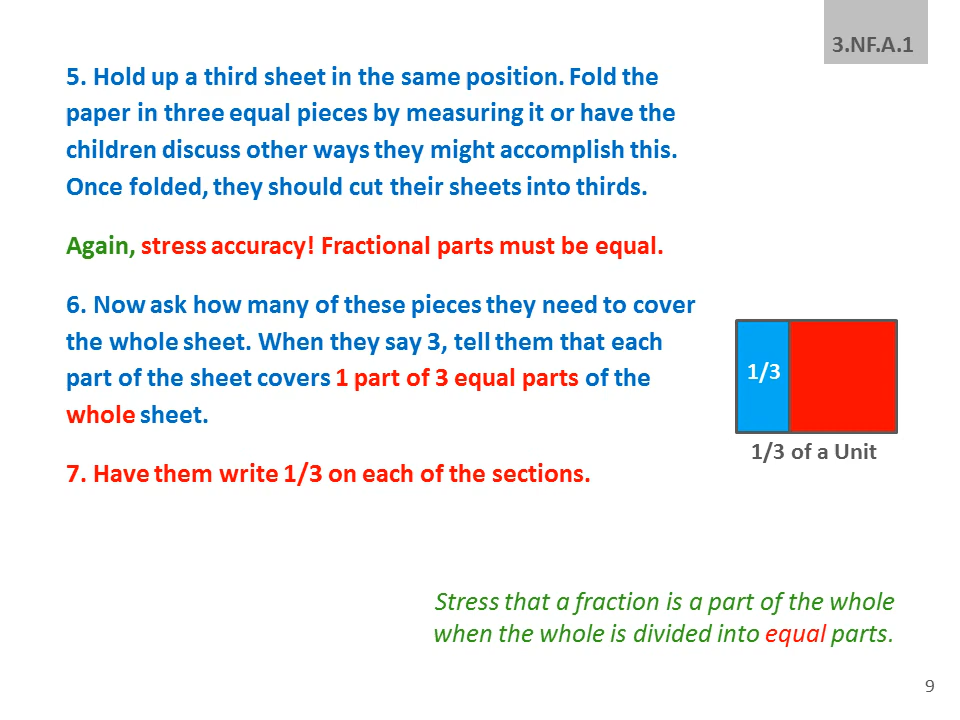 3.NF.A.1
5. Hold up a third sheet in the same position. Fold the
paper in three equal pieces by measuring it or have the
children discuss other ways they might accomplish this.
Once folded, they should cut their sheets into thirds.
Again, stress accuracy! Fractional parts must be equal.
6. Now ask how many of these pieces they need to cover
the whole sheet. When they say 3, tell them that each
part of the sheet covers 1 part of 3 equal parts of the
whole sheet.
7. Have them write 1/3 on each of the sections.
1/3
1/3 of a Unit
Stress that a fraction is a part of the whole
when the whole is divided into equal parts.
9